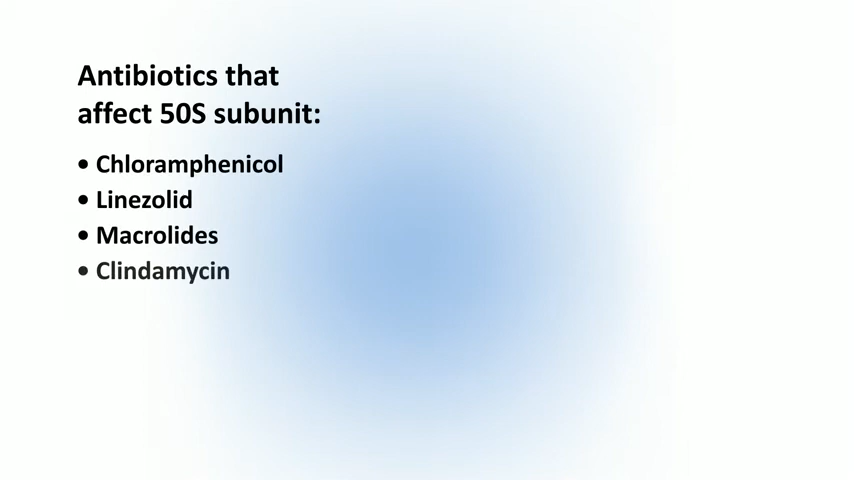 Antibiotics that
affect 50S subunit:
• Chloramphenicol
• Linezolid
• Macrolides
• Clindamycin